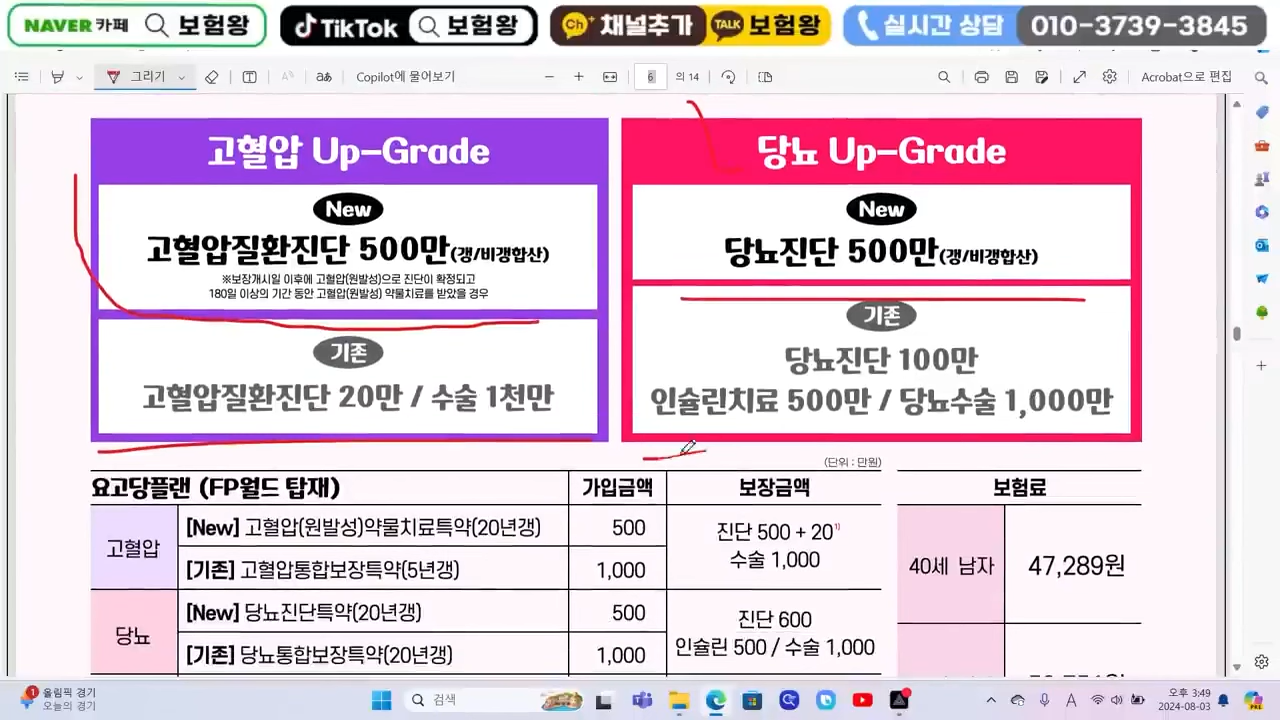 NAVER 카페 보험왕
TikTok 보험왕
Ch+ 채널추가 TALK 보험왕
실시간 상담 010-3739-3845
그리기
Copilot에 물어보기
6 의 14
Acrobat으로 편집
고혈압 Up-Grade
New
고혈압질환진단 500만(갱/비갱합산)
※보장개시일 이후에 고혈압(원발성)으로 진단이 확정되고
180일 이상의 기간 동안 고혈압(원발성) 약물치료를 받았을 경우
기존
고혈압질환진단 20만 / 수술 1천만
당뇨 Up-Grade
New
당뇨진단 500만(갱/비갱합산)
기존
당뇨진단 100만
인슐린치료 500만 / 당뇨수술 1,000만
(단위 : 만원)
요고당플랜 (FP월드 탑재) 가입금액 보장금액 보험료
고혈압
[New] 고혈압(원발성)약물치료특약(20년갱) 500
[기존] 고혈압통합보장특약(5년갱) 1,000
진단 500 + 20¹⁾
수술 1,000
40세 남자 47,289원
당뇨
[New] 당뇨진단특약(20년갱) 500
[기존] 당뇨통합보장특약(20년갱) 1,000
진단 600
인슐린 500 / 수술 1,000
1
올림픽 경기
오늘의 경기
검색
A
오후 3:49
2024-08-03